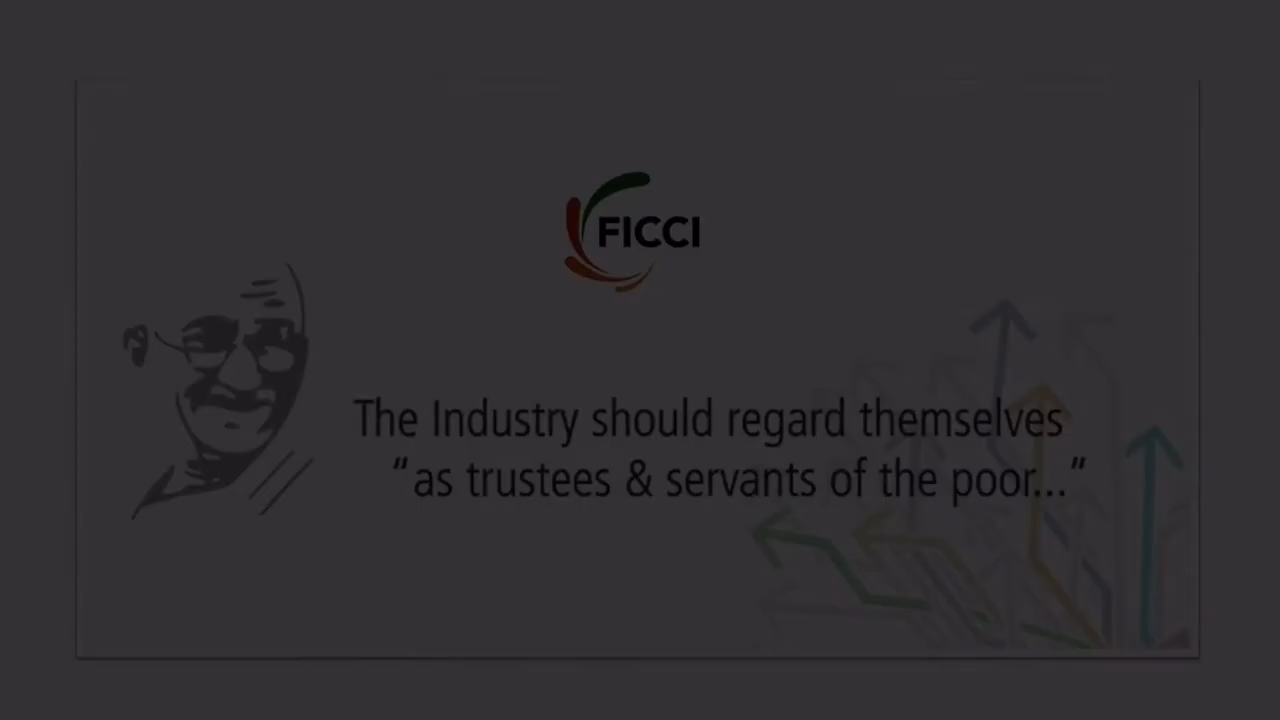 FICCI
The Industry should regard themselves
“as trustees & servants of the poor...”